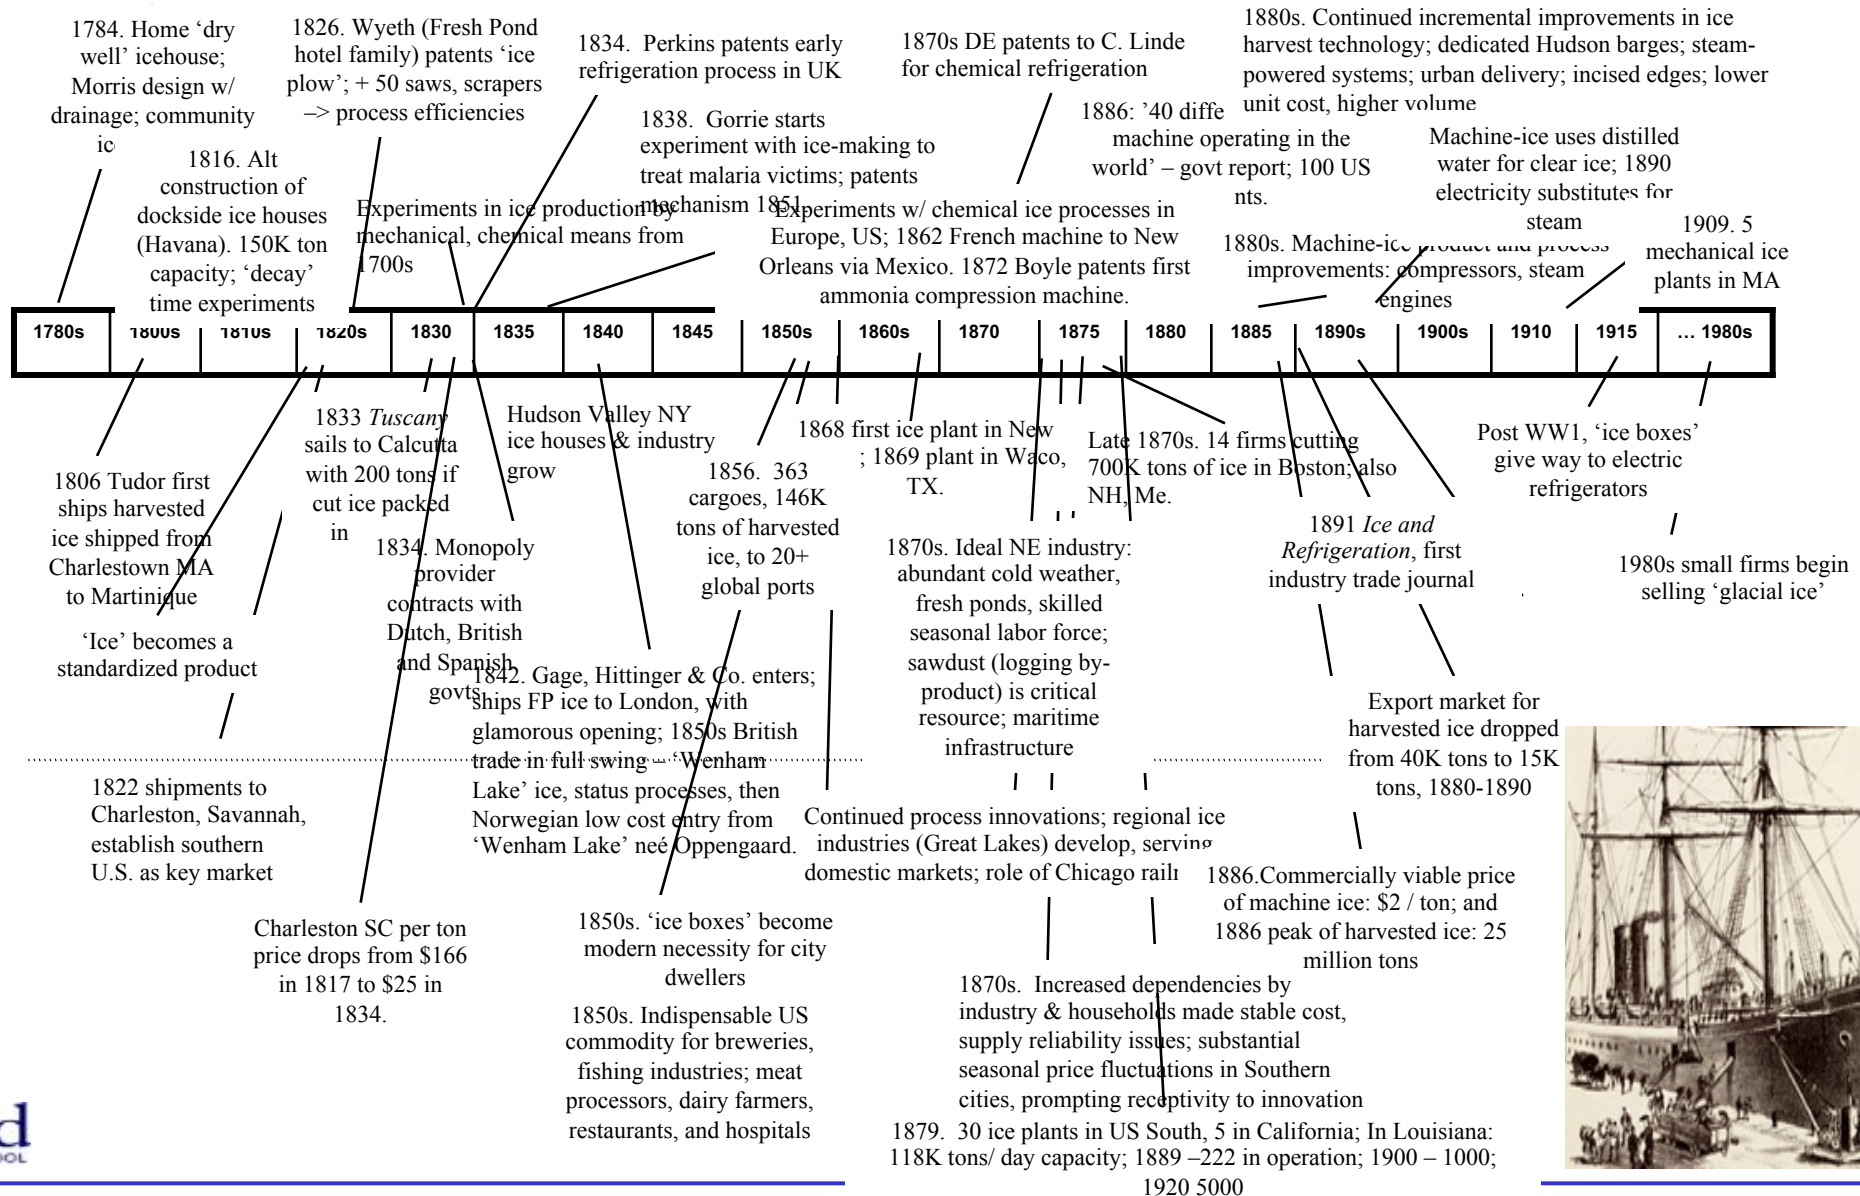 1784. Home ‘dry
well’ icehouse;
Morris design w/
drainage; community
1826. Wyeth (Fresh Pond
hotel family) patents ‘ice
plow’; + 50 saws, scrapers
–> process efficiencies
1834. Perkins patents early
refrigeration process in UK
1870s DE patents to C. Linde
for chemical refrigeration
1880s. Continued incremental improvements in ice
harvest technology; dedicated Hudson barges; steam-
powered systems; urban delivery; incised edges; lower
unit cost, higher volume
1816. Alt
construction of
dockside ice houses
(Havana). 150K ton
capacity; ‘decay’
time experiments
Experiments in ice production by
mechanical, chemical means from
1700s
1838. Gorrie starts
experiment with ice-making to
treat malaria victims; patents
mechanism 1851.
Experiments w/ chemical ice processes in
Europe, US; 1862 French machine to New
Orleans via Mexico. 1872 Boyle patents first
ammonia compression machine.
1886: ’40 diffe
machine operating in the
world’ – govt report; 100 US
nts.
Machine-ice uses distilled
water for clear ice; 1890
electricity substitutes for
steam
1880s. Machine-ice product and process
improvements: compressors, steam
engines
1909. 5
mechanical ice
plants in MA
1780s 1800s 1810s 1820s 1830 1835 1840 1845 1850s 1860s 1870 1875 1880 1885 1890s 1900s 1910 1915 ... 1980s
1806 Tudor first
ships harvested
ice shipped from
Charlestown MA
to Martinique
‘Ice’ becomes a
standardized product
1822 shipments to
Charleston, Savannah,
establish southern
U.S. as key market
1833 Tuscany
sails to Calcutta
with 200 tons if
cut ice packed
in
Hudson Valley NY
ice houses & industry
grow
1834. Monopoly
provider
contracts with
Dutch, British
and Spanish
govts
1842. Gage, Hittinger & Co. enters;
ships FP ice to London, with
glamorous opening; 1850s British
trade in full swing – ‘Wenham
Lake’ ice, status processes, then
Norwegian low cost entry from
‘Wenham Lake’ neé Oppengaard.
Charleston SC per ton
price drops from $166
in 1817 to $25 in
1834.
1856. 363
cargoes, 146K
tons of harvested
ice, to 20+
global ports
1850s. ‘ice boxes’ become
modern necessity for city
dwellers
1850s. Indispensable US
commodity for breweries,
fishing industries; meat
processors, dairy farmers,
restaurants, and hospitals
1868 first ice plant in New
; 1869 plant in Waco,
TX.
Late 1870s. 14 firms cutting
700K tons of ice in Boston; also
NH, Me.
1870s. Ideal NE industry:
abundant cold weather,
fresh ponds, skilled
seasonal labor force;
sawdust (logging by-
product) is critical
resource; maritime
infrastructure
Continued process innovations; regional ice
industries (Great Lakes) develop, serving
domestic markets; role of Chicago
1870s. Increased dependencies by
industry & households made stable cost,
supply reliability issues; substantial
seasonal price fluctuations in Southern
cities, prompting receptivity to innovation
1879. 30 ice plants in US South, 5 in California; In Louisiana:
118K tons/ day capacity; 1889 –222 in operation; 1900 – 1000;
1920 5000
1891 Ice and
Refrigeration, first
industry trade journal
Export market for
harvested ice dropped
from 40K tons to 15K
tons, 1880-1890
1886.Commercially viable price
of machine ice: $2 / ton; and
1886 peak of harvested ice: 25
million tons
Post WW1, ‘ice boxes’
give way to electric
refrigerators
1980s small firms begin
selling ‘glacial ice’